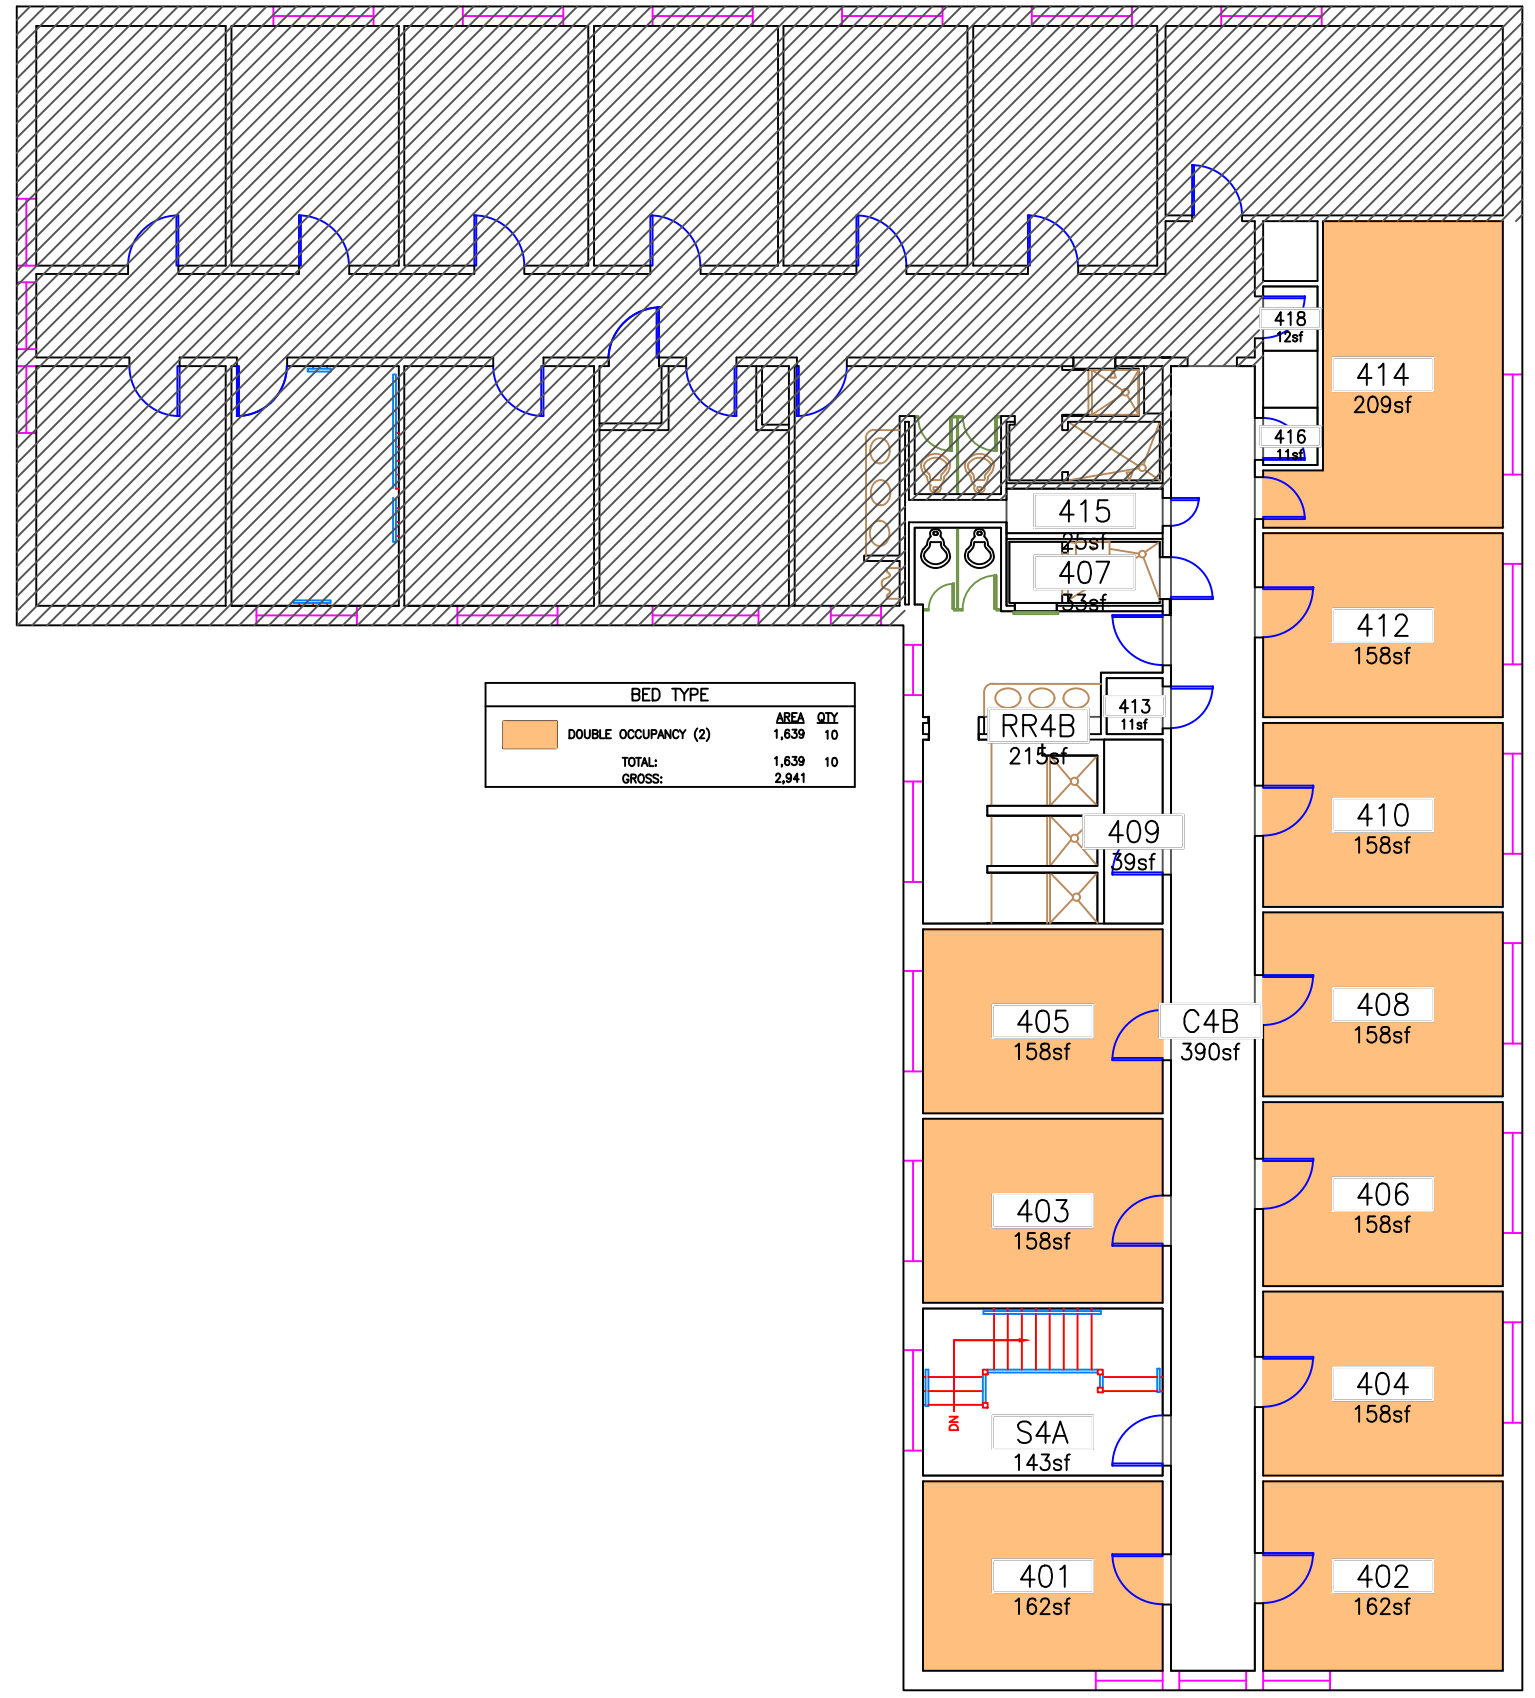 418
12sf
414
209sf
416
11sf
415
25sf
407
33sf
412
158sf
BED TYPE
AREA QTY
DOUBLE OCCUPANCY (2) 1,639 10
TOTAL: 1,639 10
GROSS: 2,941
413
11sf
RR4B
215sf
410
158sf
409
39sf
405
158sf
C4B
390sf
408
158sf
403
158sf
406
158sf
DN
S4A
143sf
404
158sf
401
162sf
402
162sf